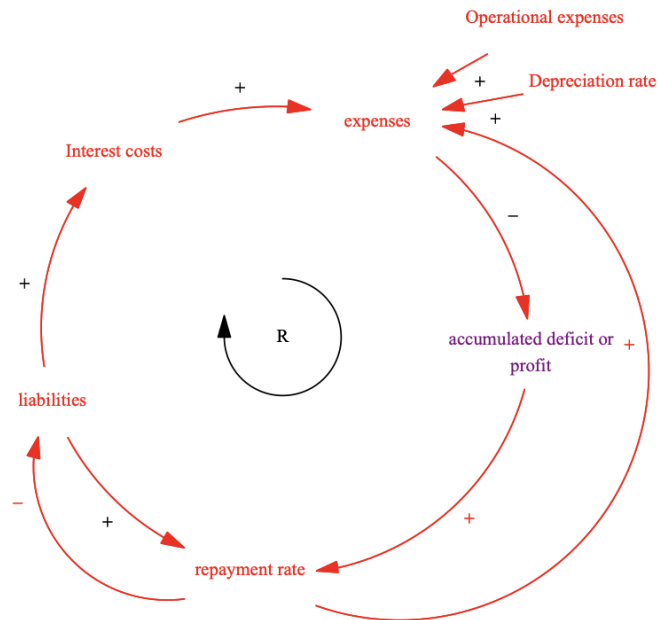 Operational expenses
+
+
Depreciation rate
+
expenses
Interest costs
−
+
R
accumulated deficit or
profit
+
liabilities
−
+
+
repayment rate